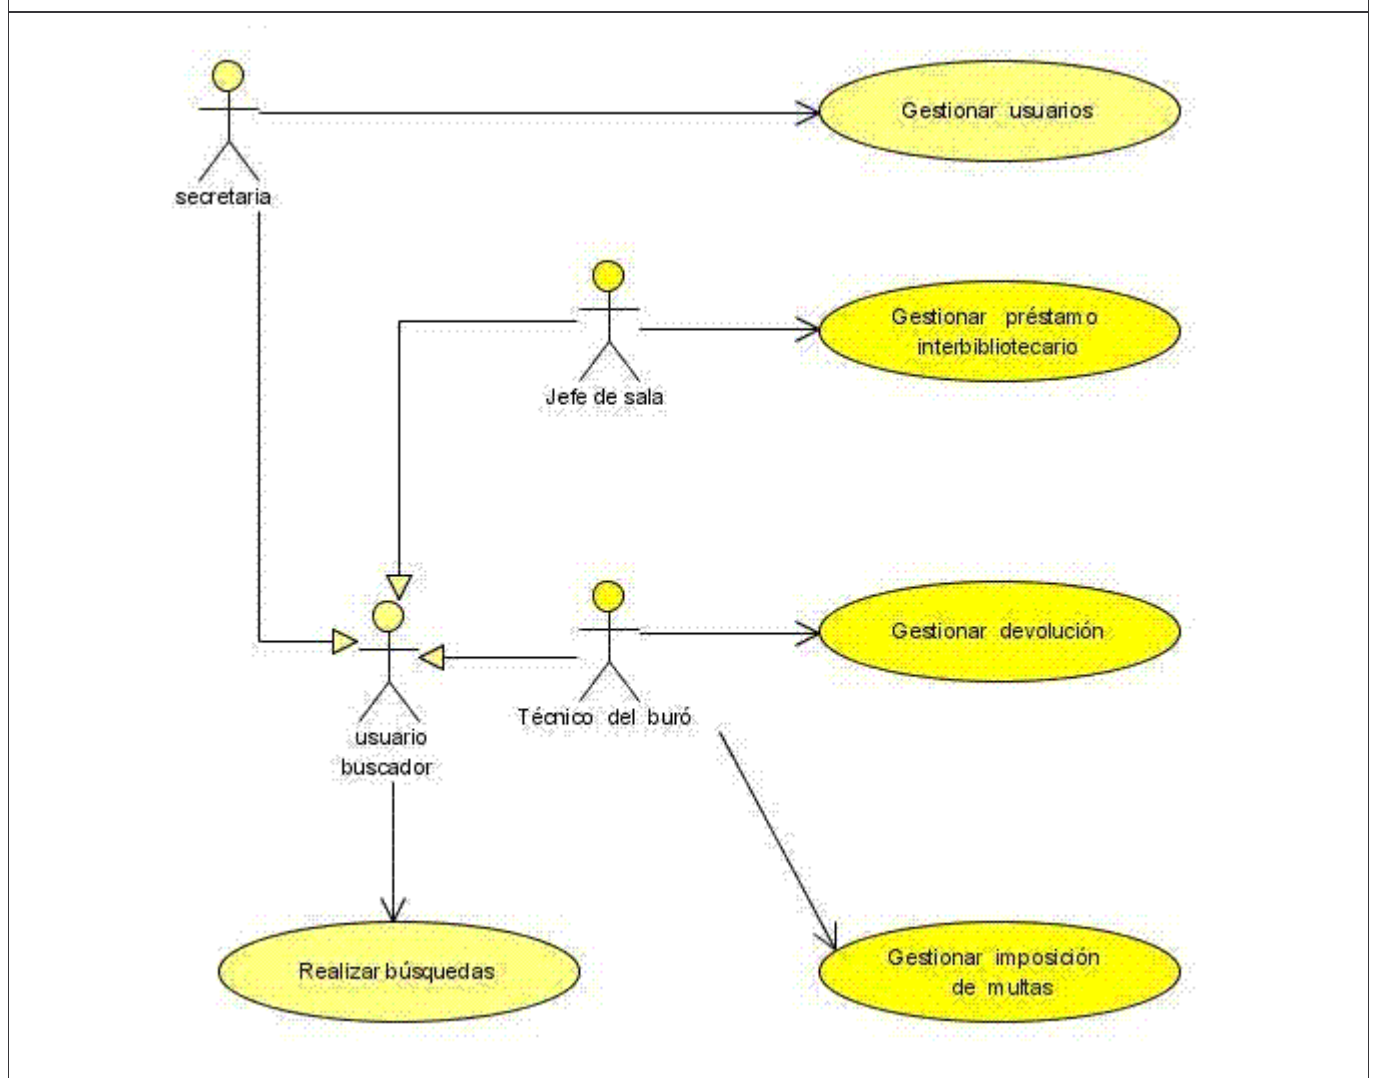 Gestionar usuarios
secretaria
Gestionar préstamo
interbibliotecario
Jefe de sala
Gestionar devolución
Técnico del buró
usuario
buscador
Realizar búsquedas
Gestionar imposición
de multas